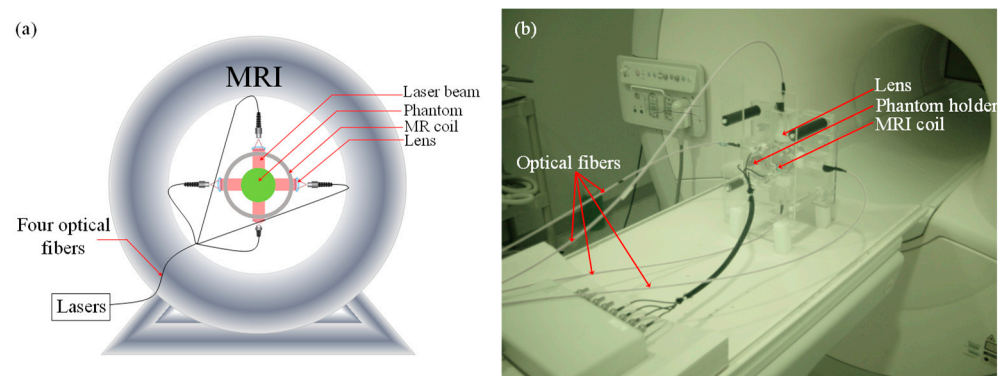 (a)
MRI
Laser beam
Phantom
MR coil
Lens
Four optical
fibers
Lasers
(b)
Lens
Phantom holder
MRI coil
Optical fibers